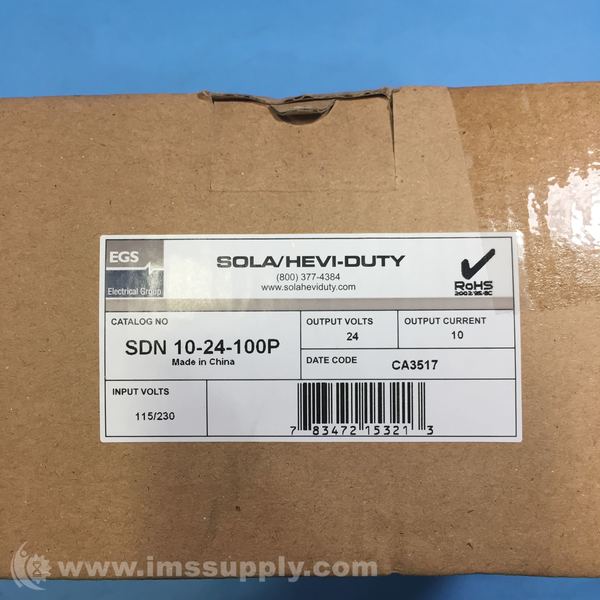 EGS
Electrical Group
SOLA/HEVI-DUTY
(800) 377-4384
www.solaheviduty.com
RoHS
2002/95/EC
CATALOG NO
SDN 10-24-100P
Made in China
OUTPUT VOLTS
24
OUTPUT CURRENT
10
DATE CODE
CA3517
INPUT VOLTS
115/230
7 83472 15321 3
www.imssupply.com